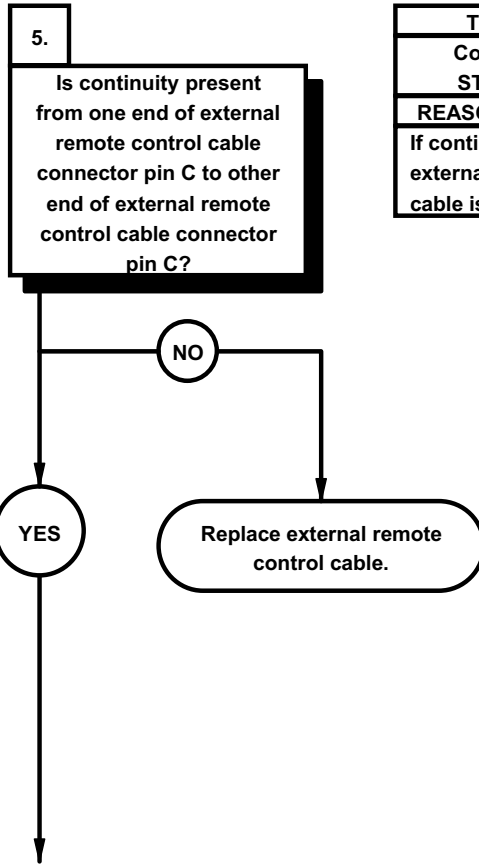 5.
Is continuity present
from one end of external
remote control cable
connector pin C to other
end of external remote
control cable connector
pin C?
T
Co
ST
REASO
If conti
externa
cable is
NO
YES
Replace external remote
control cable.